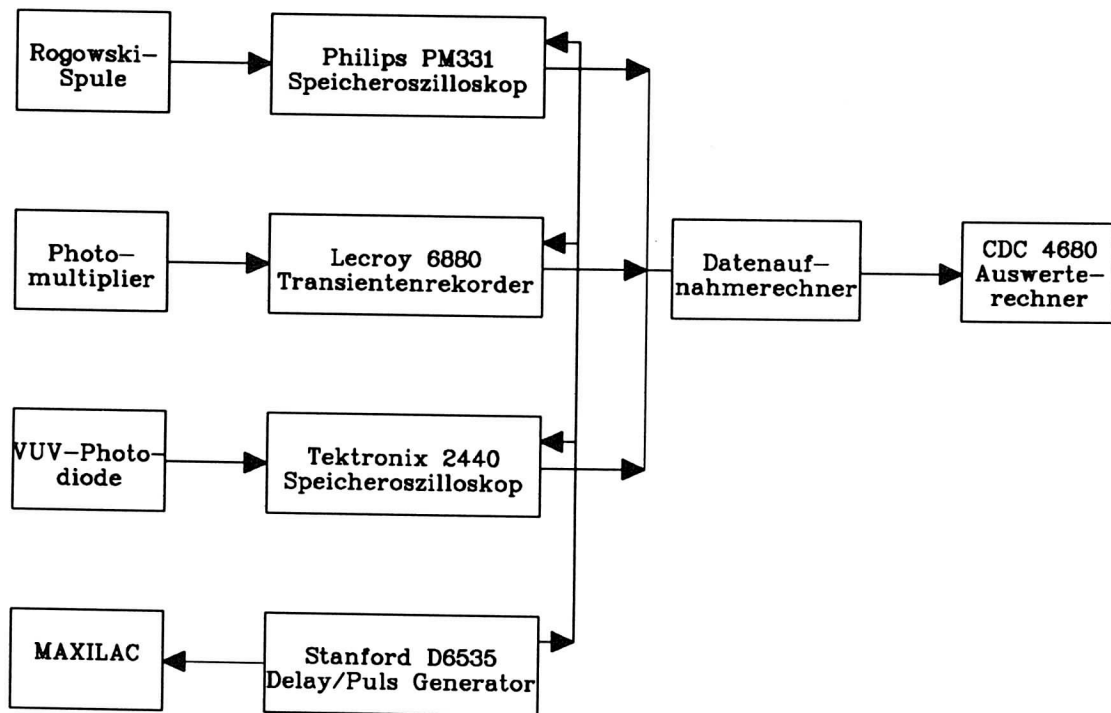 Rogowski-
Spule
Philips PM331
Speicheroszilloskop
Photo-
multiplier
Lecroy 6880
Transientenrekorder
Datenauf-
nahmerechner
CDC 4680
Auswerte-
rechner
VUV-Photo-
diode
Tektronix 2440
Speicheroszilloskop
MAXILAC
Stanford D6535
Delay/Puls Generator